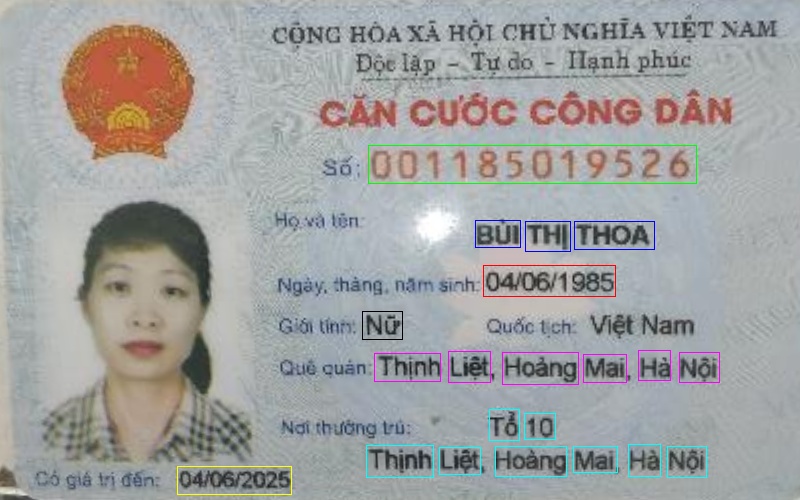 CỘNG HÒA XÃ HỘI CHỦ NGHĨA VIỆT NAM
Độc lập - Tự do - Hạnh phúc
CĂN CƯỚC CÔNG DÂN
Số: 001185019526
Họ và tên:
BÙI THỊ THOA
Ngày, tháng, năm sinh: 04/06/1985
Giới tính: Nữ Quốc tịch: Việt Nam
Quê quán: Thịnh Liệt, Hoàng Mai, Hà Nội
Nơi thường trú: Tổ 10
Thịnh Liệt, Hoàng Mai, Hà Nội
Có giá trị đến: 04/06/2025